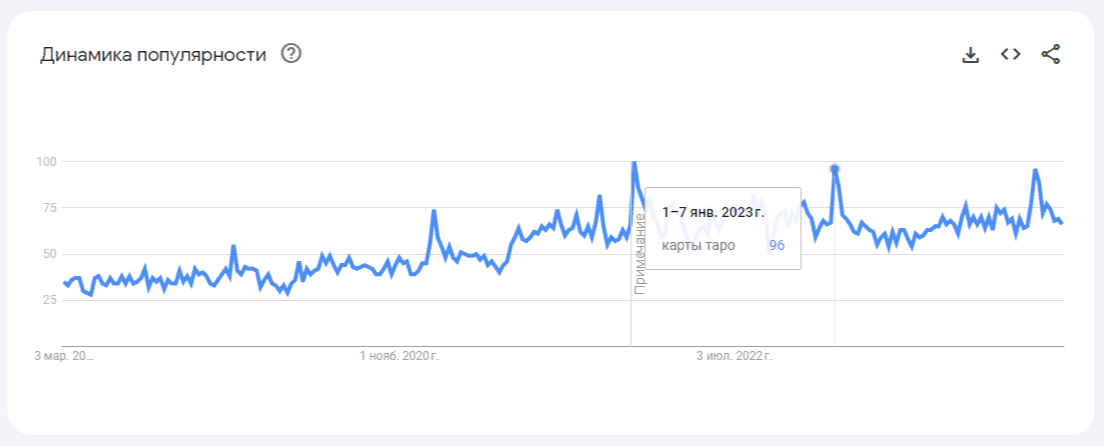 Динамика популярности
100
75
50
25
Примечание
1–7 янв. 2023 г.
карты таро 96
3 мар. 20...
1 нояб. 2020 г.
3 июл. 2022 г.